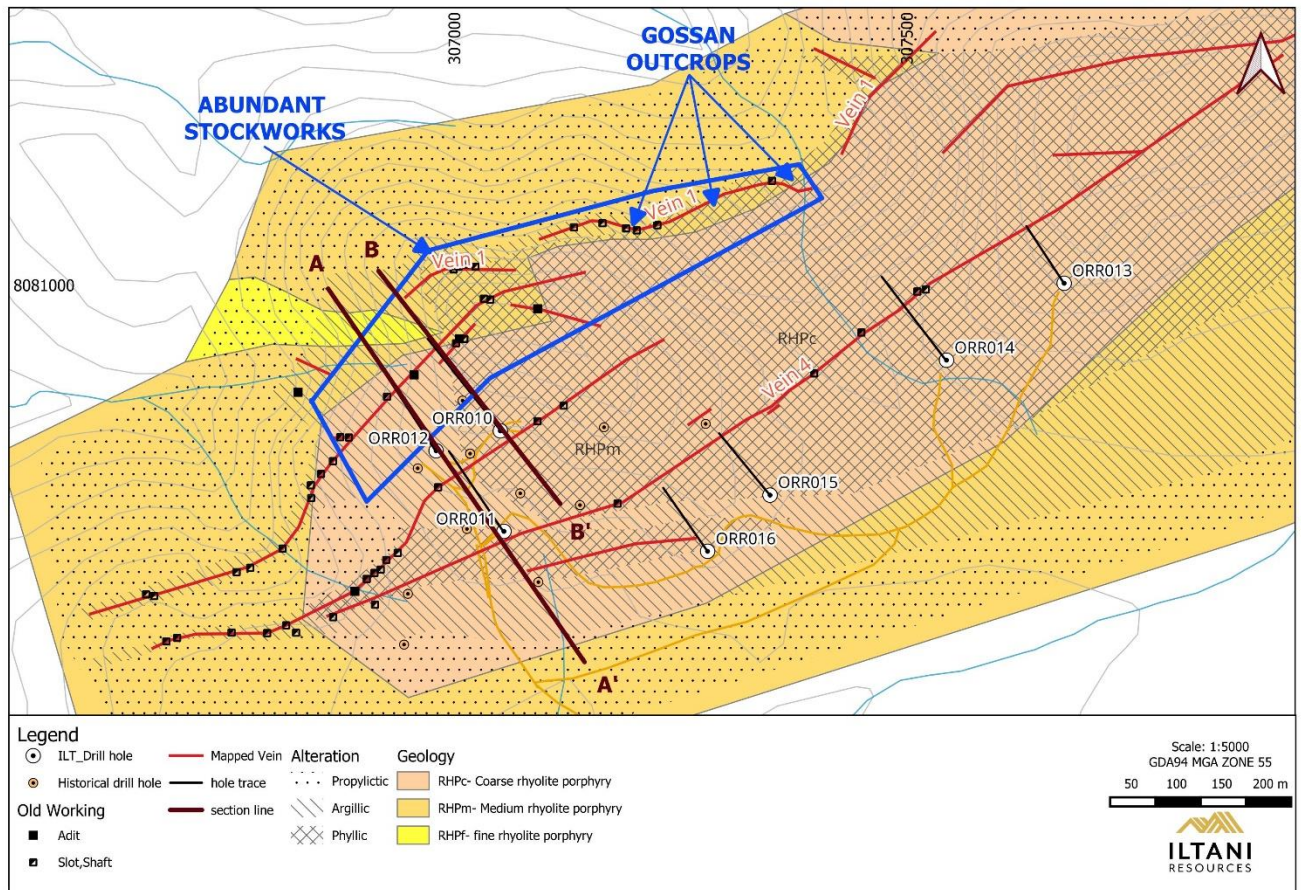 307000
307500
GOSSAN
OUTCROPS
ABUNDANT
STOCKWORKS
Vein 1
Vein 1
Vein 1
B
A
8081000
ORR013
RHPc
ORR014
Vein 4
ORR010
ORR012
RHPm
ORR015
ORR011
B'
ORR016
A'
Legend
ILT_Drill hole
Historical drill hole
Old Working
Adit
Slot,Shaft
Mapped Vein
hole trace
section line
Alteration
Propylictic
Argillic
Phyllic
Geology
RHPc- Coarse rhyolite porphyry
RHPm- Medium rhyolite porphyry
RHPf- fine rhyolite porphyry
Scale: 1:5000
GDA94 MGA ZONE 55
50 100 150 200 m
ILTANI
RESOURCES